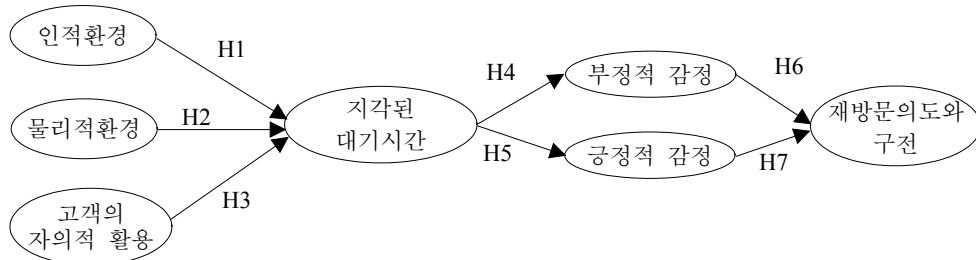 인적환경
H1
물리적환경
H2
고객의
자의적 활용
H3
지각된
대기시간
H4
부정적 감정
H5
긍정적 감정
H6
H7
재방문의도와
구전